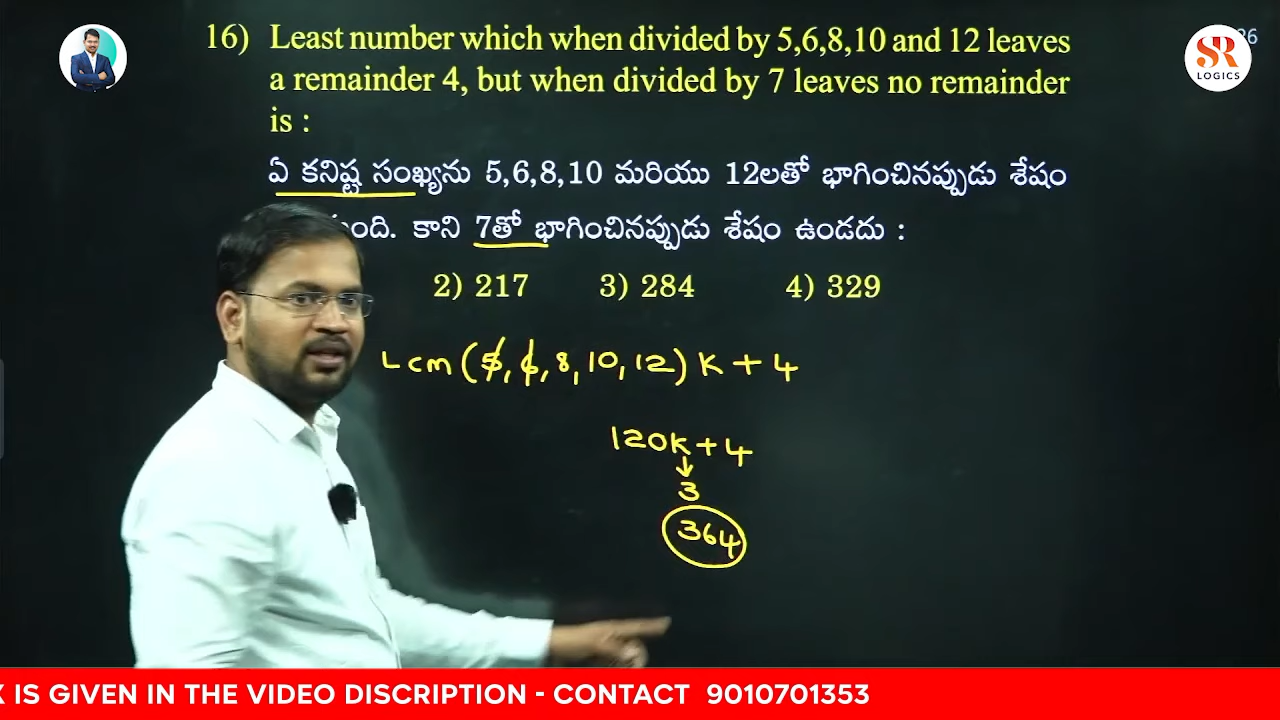 16) Least number which when divided by 5,6,8,10 and 12 leaves
26
SR
LOGICS
a remainder 4, but when divided by 7 leaves no remainder
is :
ఏ కనిష్ట సంఖ్యను 5,6,8,10 మరియు 12లతో భాగించినప్పుడు శేషం
ంది. కాని 7తో భాగించినప్పుడు శేషం ఉండదు :
2) 217 3) 284 4) 329
Lcm (5, 6, 8, 10, 12) K + 4
120K + 4
3
364
IS GIVEN IN THE VIDEO DISCRIPTION - CONTACT 9010701353